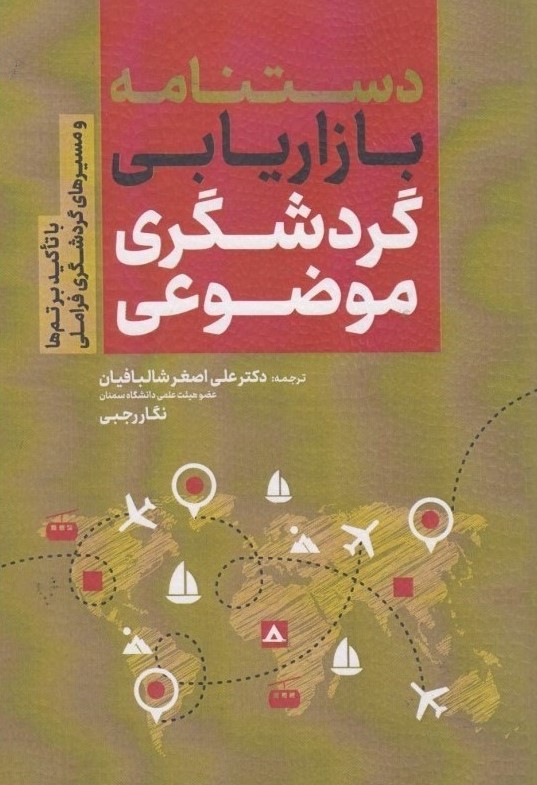 دستنامه
بازاریابی
گردشگری
موضوعی
با تأکید بر تم‌ها
و مسیرهای گردشگری فراملی
ترجمه: دکتر علی اصغر شالبافیان
عضو هیئت علمی دانشگاه سمنان
نگار رجبی